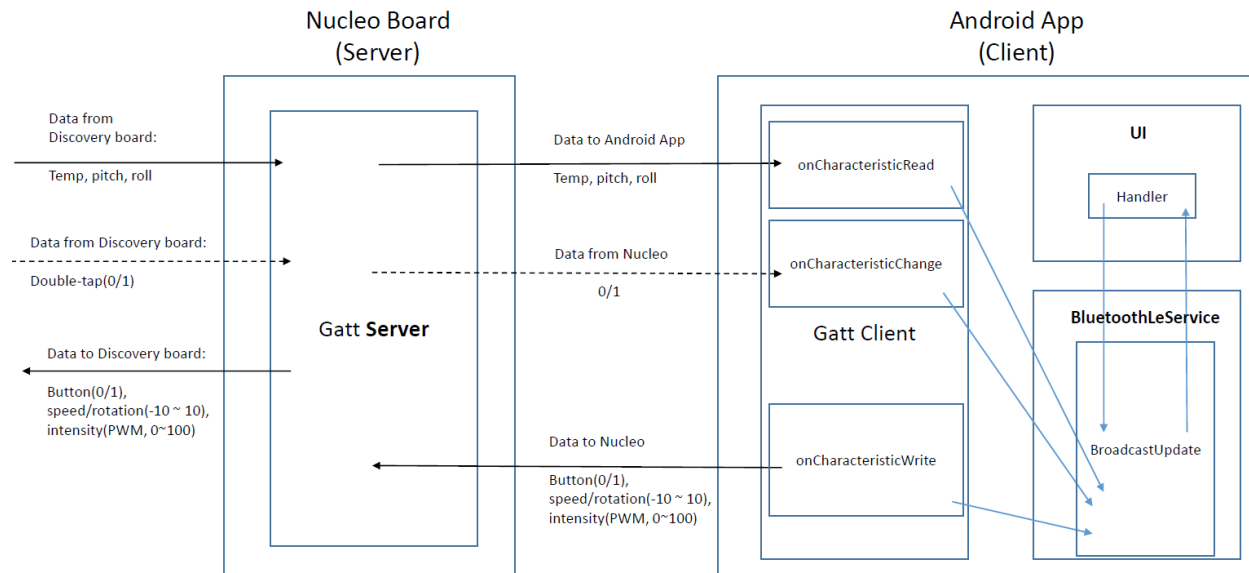 Nucleo Board
(Server)
Android App
(Client)
Data from
Discovery board:
Temp, pitch, roll
Data from Discovery board:
Double-tap(0/1)
Data to Discovery board:
Button(0/1),
speed/rotation(-10 ~ 10),
intensity(PWM, 0~100)
Gatt Server
Data to Android App
Temp, pitch, roll
Data from Nucleo
0/1
Data to Nucleo
Button(0/1),
speed/rotation(-10 ~ 10),
intensity(PWM, 0~100)
onCharacteristicRead
onCharacteristicChange
Gatt Client
onCharacteristicWrite
UI
Handler
BluetoothLeService
BroadcastUpdate